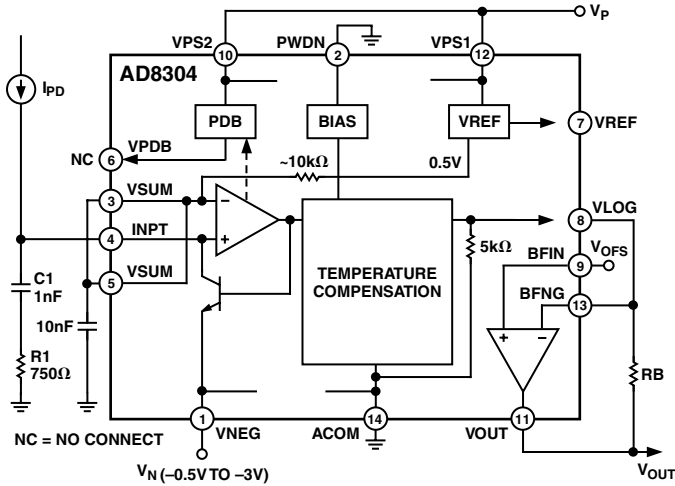 V_P
VPS2
PWDN
VPS1
10
2
12
AD8304
I_PD
PDB
BIAS
VREF
7
VREF
VPDB
NC
6
~10kΩ
0.5V
3
VSUM
VLOG
8
4
INPT
5kΩ
BFIN
V_OFS
9
5
VSUM
TEMPERATURE
COMPENSATION
BFNG
13
C1
1nF
10nF
R1
750Ω
RB
1
VNEG
14
ACOM
11
VOUT
NC = NO CONNECT
V_N (–0.5V TO –3V)
V_OUT